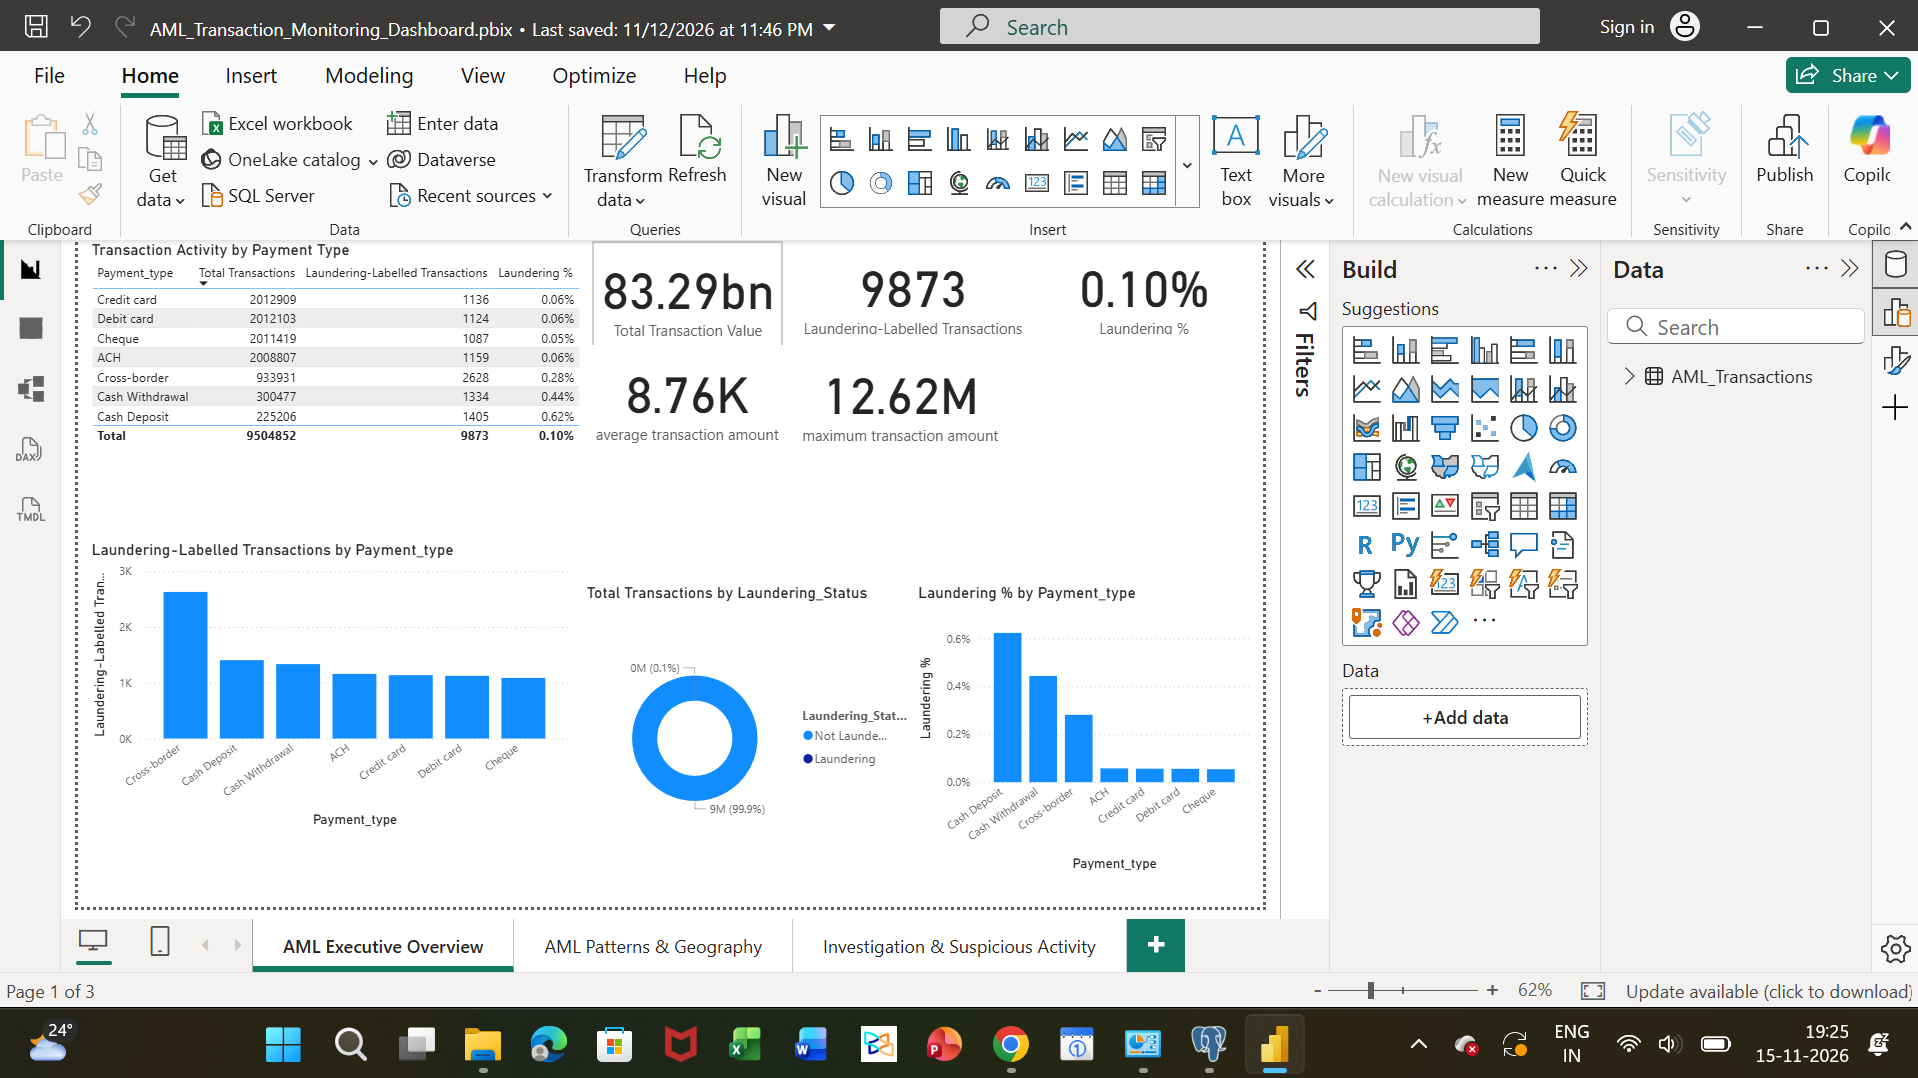 AML_Transaction_Monitoring_Dashboard.pbix • Last saved: 11/12/2026 at 11:46 PM
Search
Sign in
File
Home
Insert
Modeling
View
Optimize
Help
Share
Paste
Clipboard
Get data
Excel workbook
OneLake catalog
SQL Server
Enter data
Dataverse
Recent sources
Data
Transform data
Refresh
Queries
New visual
Text box
More visuals
Insert
New visual calculation
New measure
Quick measure
Calculations
Sensitivity
Sensitivity
Publish
Share
Copilc
Copilc
DAX
TMDL
Transaction Activity by Payment Type
Payment_type Total Transactions Laundering-Labelled Transactions Laundering %
Credit card 2012909 1136 0.06%
Debit card 2012103 1124 0.06%
Cheque 2011419 1087 0.05%
ACH 2008807 1159 0.06%
Cross-border 933931 2628 0.28%
Cash Withdrawal 300477 1334 0.44%
Cash Deposit 225206 1405 0.62%
Total 9504852 9873 0.10%
83.29bn
Total Transaction Value
9873
Laundering-Labelled Transactions
0.10%
Laundering %
8.76K
average transaction amount
12.62M
maximum transaction amount
Laundering-Labelled Transactions by Payment_type
Laundering-Labelled Tran...
3K
2K
1K
0K
Cross-border
Cash Deposit
Cash Withdrawal
ACH
Credit card
Debit card
Cheque
Payment_type
Total Transactions by Laundering_Status
0M (0.1%)
9M (99.9%)
Laundering_Stat...
Not Launde...
Laundering
Laundering % by Payment_type
Laundering %
0.6%
0.4%
0.2%
0.0%
Cash Deposit
Cash Withdrawal
Cross-border
ACH
Credit card
Debit card
Cheque
Payment_type
Filters
Build
Suggestions
123
R
Py
123
Data
+Add data
Data
Search
AML_Transactions
AML Executive Overview
AML Patterns & Geography
Investigation & Suspicious Activity
+
Page 1 of 3
- + 62%
Update available (click to download)
24°
ENG
IN
19:25
15-11-2026